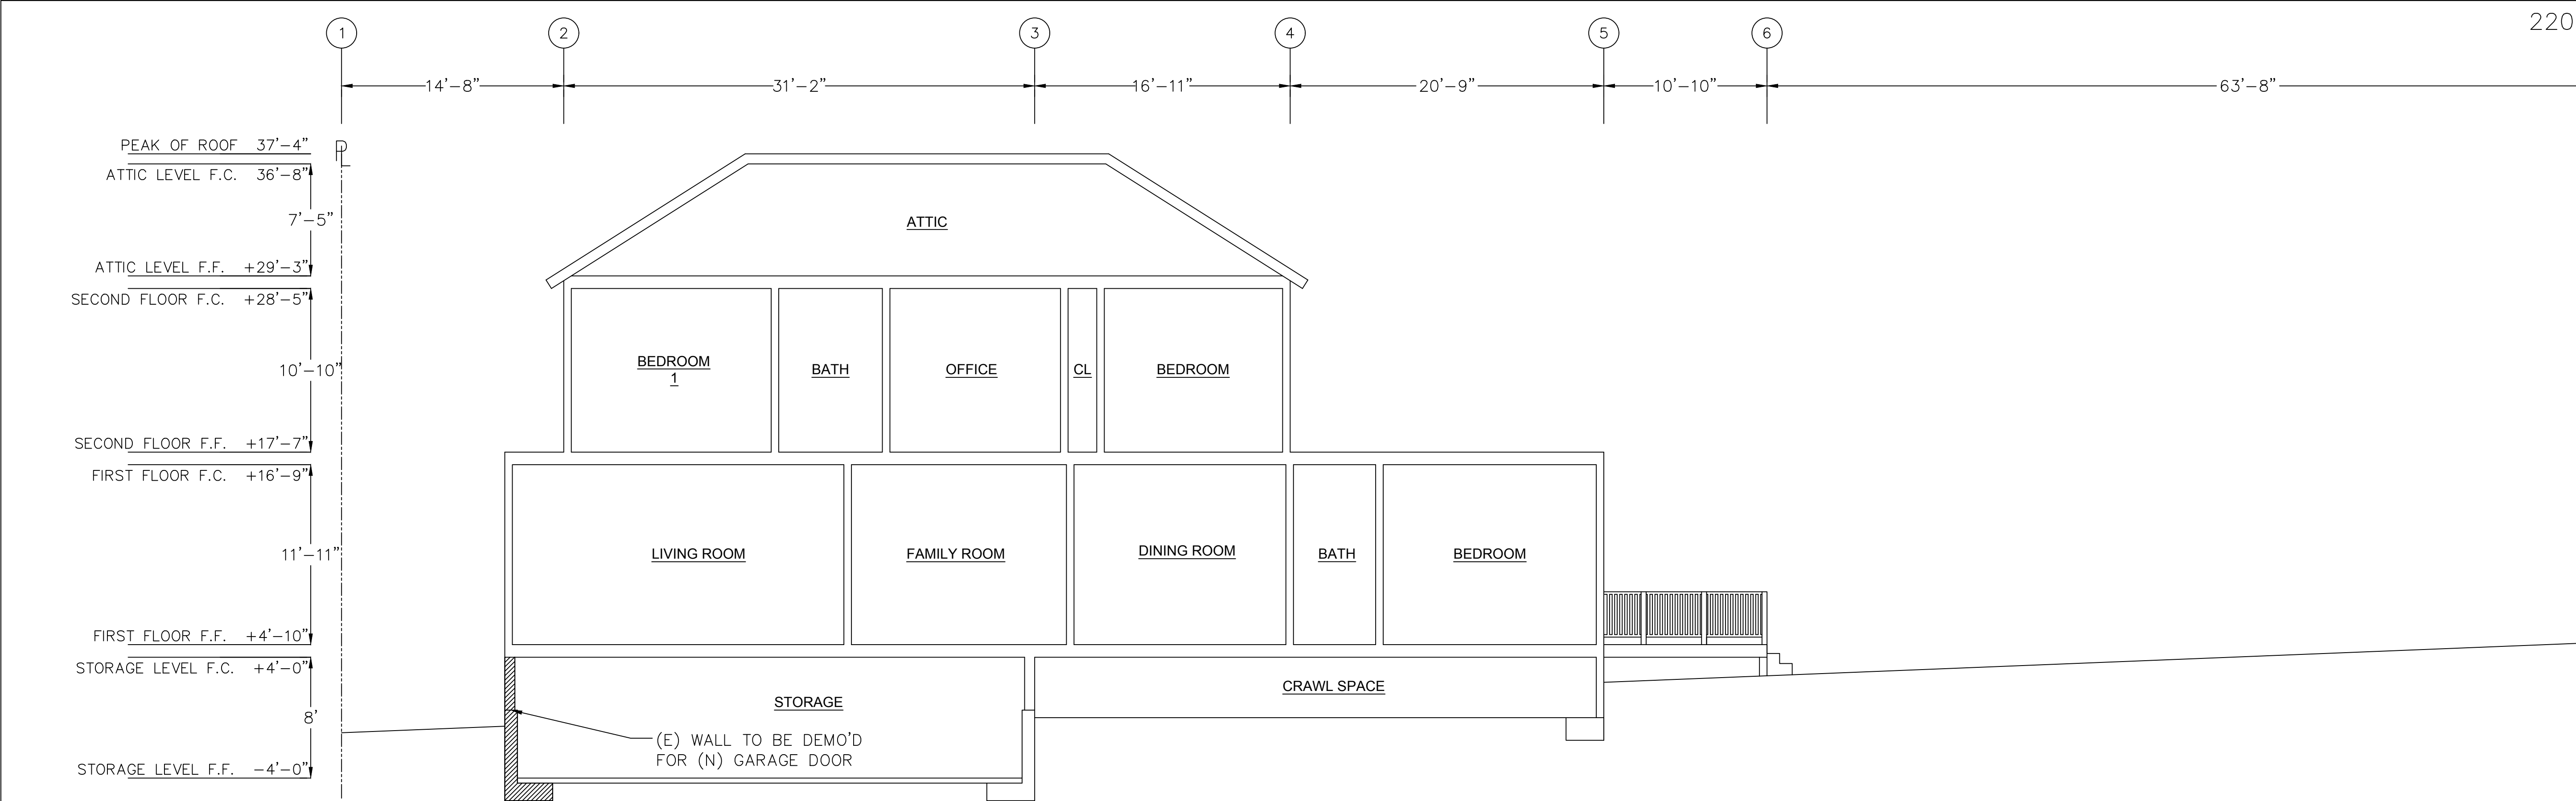 1 2 3 4 5 6
220
14'-8" 31'-2" 16'-11" 20'-9" 10'-10" 63'-8"
PEAK OF ROOF 37'-4"
PL
ATTIC LEVEL F.C. 36'-8"
7'-5"
ATTIC
ATTIC LEVEL F.F. +29'-3"
SECOND FLOOR F.C. +28'-5"
10'-10"
BEDROOM
1
BATH
OFFICE
CL
BEDROOM
SECOND FLOOR F.F. +17'-7"
FIRST FLOOR F.C. +16'-9"
11'-11"
LIVING ROOM
FAMILY ROOM
DINING ROOM
BATH
BEDROOM
FIRST FLOOR F.F. +4'-10"
STORAGE LEVEL F.C. +4'-0"
8'
STORAGE
CRAWL SPACE
(E) WALL TO BE DEMO'D
FOR (N) GARAGE DOOR
STORAGE LEVEL F.F. -4'-0"